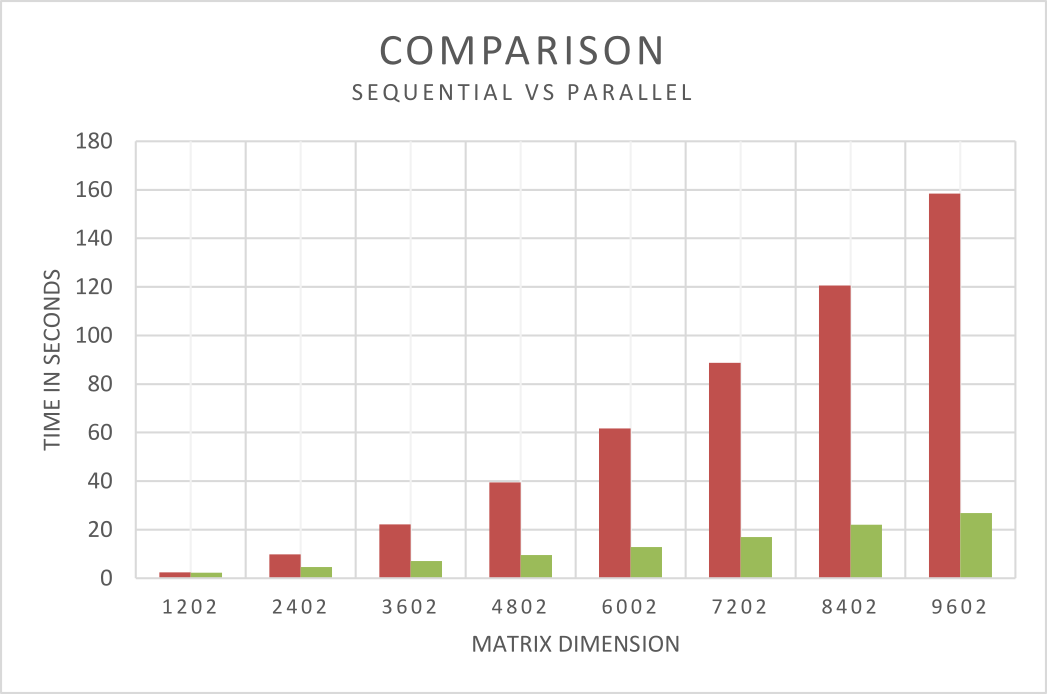 COMPARISON
SEQUENTIAL VS PARALLEL
180
160
140
120
100
80
60
40
20
0
TIME IN SECONDS
1202 2402 3602 4802 6002 7202 8402 9602
MATRIX DIMENSION